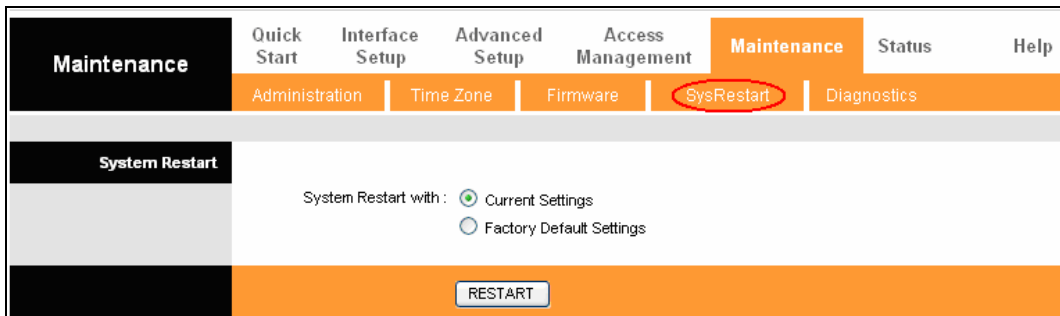 Maintenance
Quick Start
Interface Setup
Advanced Setup
Access Management
Maintenance
Status
Help
Administration
Time Zone
Firmware
SysRestart
Diagnostics
System Restart
System Restart with :
Current Settings
Factory Default Settings
RESTART